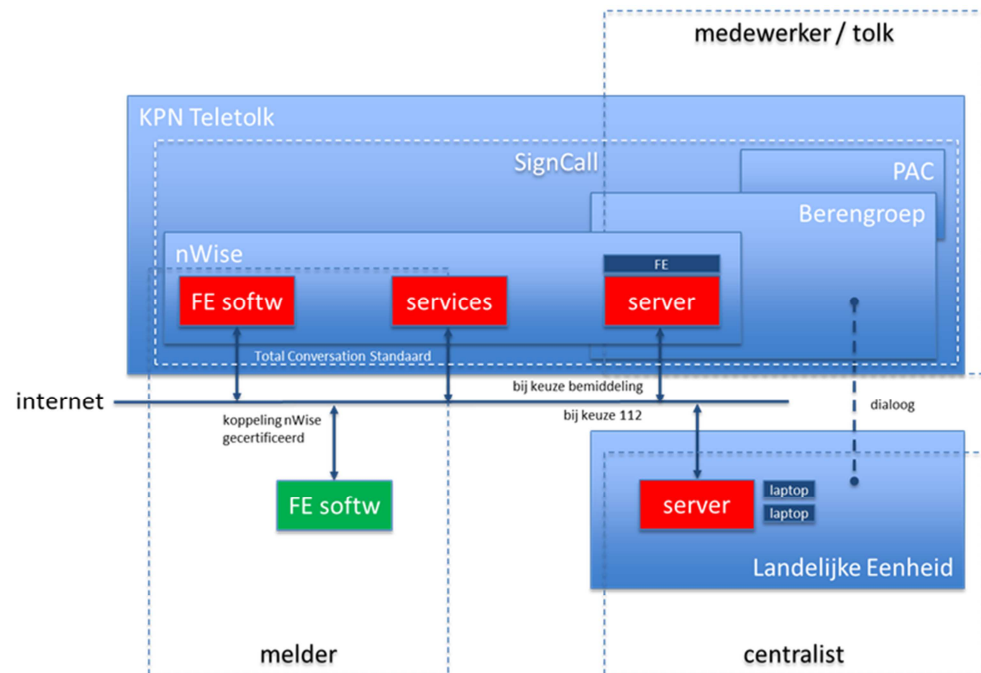 medewerker / tolk
KPN Teletolk
SignCall
PAC
Berengroep
nWise
FE
FE softw
services
server
Total Conversation Standaard
bij keuze bemiddeling
internet
bij keuze 112
dialoog
koppeling nWise
gecertificeerd
FE softw
server
laptop
laptop
Landelijke Eenheid
melder
centralist